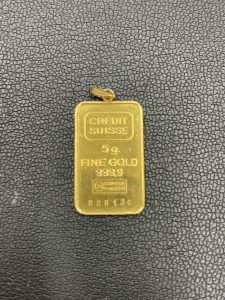 CREDIT
SUISSE
5 g.
FINE GOLD
999,9